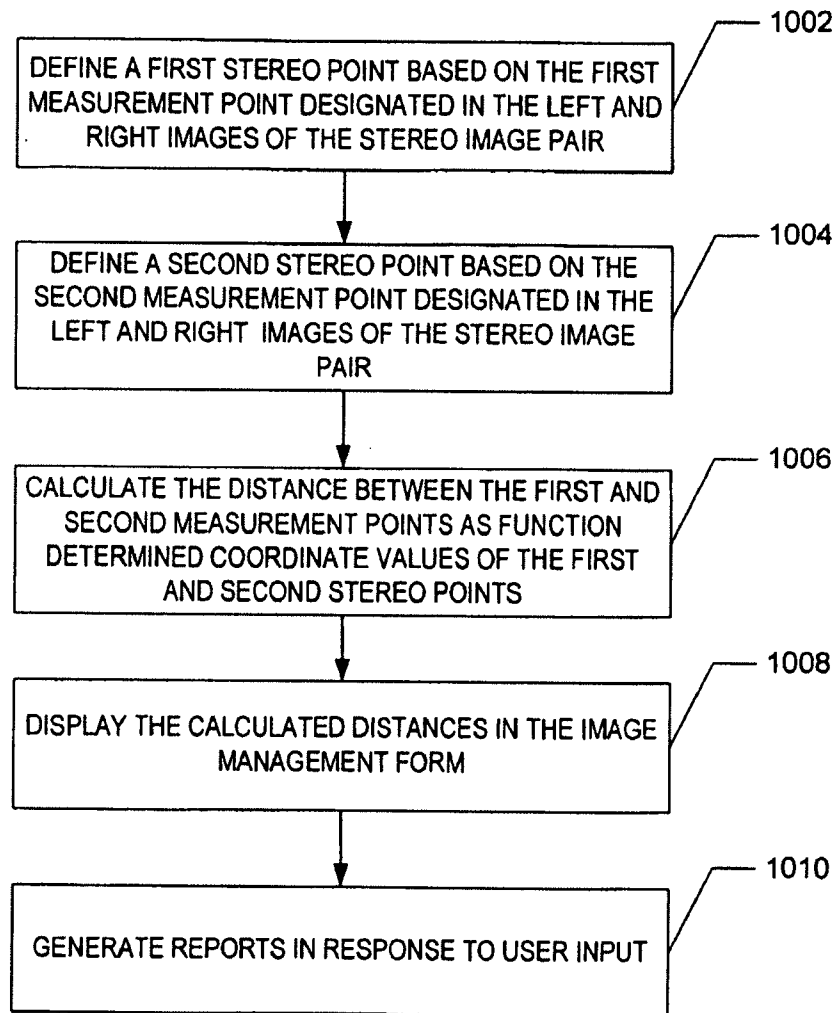 1002
DEFINE A FIRST STEREO POINT BASED ON THE FIRST
MEASUREMENT POINT DESIGNATED IN THE LEFT AND
RIGHT IMAGES OF THE STEREO IMAGE PAIR
1004
DEFINE A SECOND STEREO POINT BASED ON THE
SECOND MEASUREMENT POINT DESIGNATED IN THE
LEFT AND RIGHT IMAGES OF THE STEREO IMAGE
PAIR
1006
CALCULATE THE DISTANCE BETWEEN THE FIRST AND
SECOND MEASUREMENT POINTS AS FUNCTION
DETERMINED COORDINATE VALUES OF THE FIRST
AND SECOND STEREO POINTS
1008
DISPLAY THE CALCULATED DISTANCES IN THE IMAGE
MANAGEMENT FORM
1010
GENERATE REPORTS IN RESPONSE TO USER INPUT